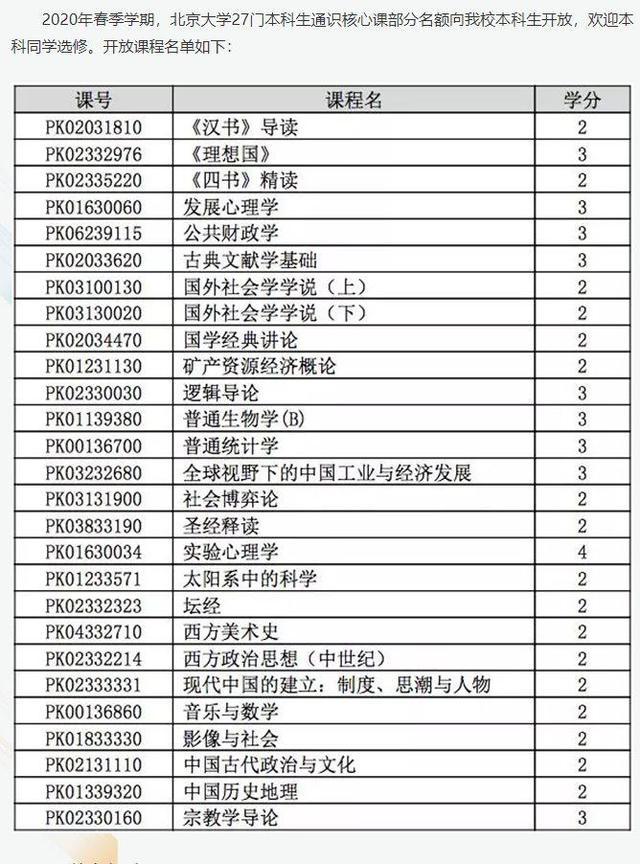 2020年春季学期，北京大学27门本科生通识核心课部分名额向我校本科生开放，欢迎本
科同学选修。开放课程名单如下：
课号 课程名 学分
PK02031810 《汉书》导读 2
PK02332976 《理想国》 3
PK02335220 《四书》精读 2
PK01630060 发展心理学 3
PK06239115 公共财政学 3
PK02033620 古典文献学基础 3
PK03100130 国外社会学学说（上） 2
PK03130020 国外社会学学说（下） 2
PK02034470 国学经典讲论 2
PK01231130 矿产资源经济概论 2
PK02330030 逻辑导论 3
PK01139380 普通生物学(B) 3
PK00136700 普通统计学 3
PK03232680 全球视野下的中国工业与经济发展 3
PK03131900 社会博弈论 2
PK03833190 圣经释读 2
PK01630034 实验心理学 4
PK01233571 太阳系中的科学 2
PK02332323 坛经 2
PK04332710 西方美术史 2
PK02332214 西方政治思想（中世纪） 2
PK02333331 现代中国的建立：制度、思潮与人物 2
PK00136860 音乐与数学 2
PK01833330 影像与社会 2
PK02131110 中国古代政治与文化 2
PK01339320 中国历史地理 2
PK02330160 宗教学导论 3